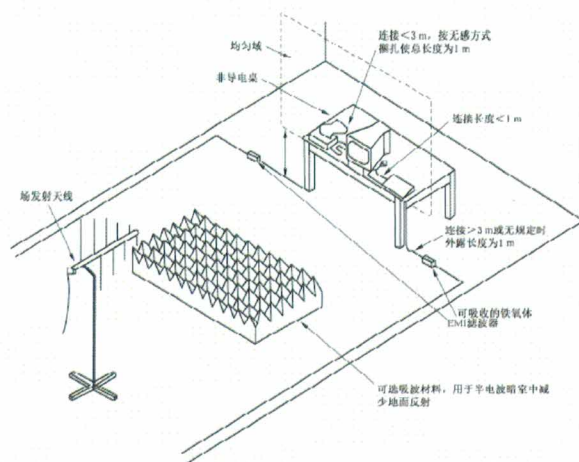 连接<3 m，按无感方式
捆扎使总长度为1 m
均匀域
非导电桌
连接长度<1 m
场发射天线
连接>3 m或无规定时
外露长度为1 m
可吸收的铁氧体
EMI滤波器
可选吸波材料，用于半电波暗室中减
少地面反射